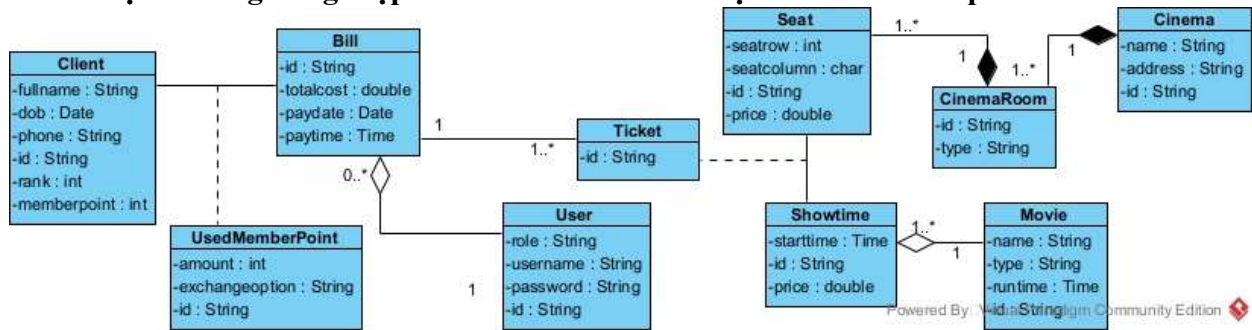 Seat
-seatrow : int
-seatcolumn : char
-id : String
-price : double
Cinema
-name : String
-address : String
-id : String
Bill
-id : String
-totalcost : double
-paydate : Date
-paytime : Time
Client
-fullname : String
-dob : Date
-phone : String
-id : String
-rank : int
-memberpoint : int
1..*
1
1
1..*
CinemaRoom
-id : String
-type : String
1
1..*
Ticket
-id : String
0..*
1
UsedMemberPoint
-amount : int
-exchangeoption : String
-id : String
User
-role : String
-username : String
-password : String
-id : String
Showtime
-starttime : Time
-id : String
-price : double
1..*
1
Movie
-name : String
-type : String
-runtime : Time
-id : String
Powered By Visual Paradigm Community Edition